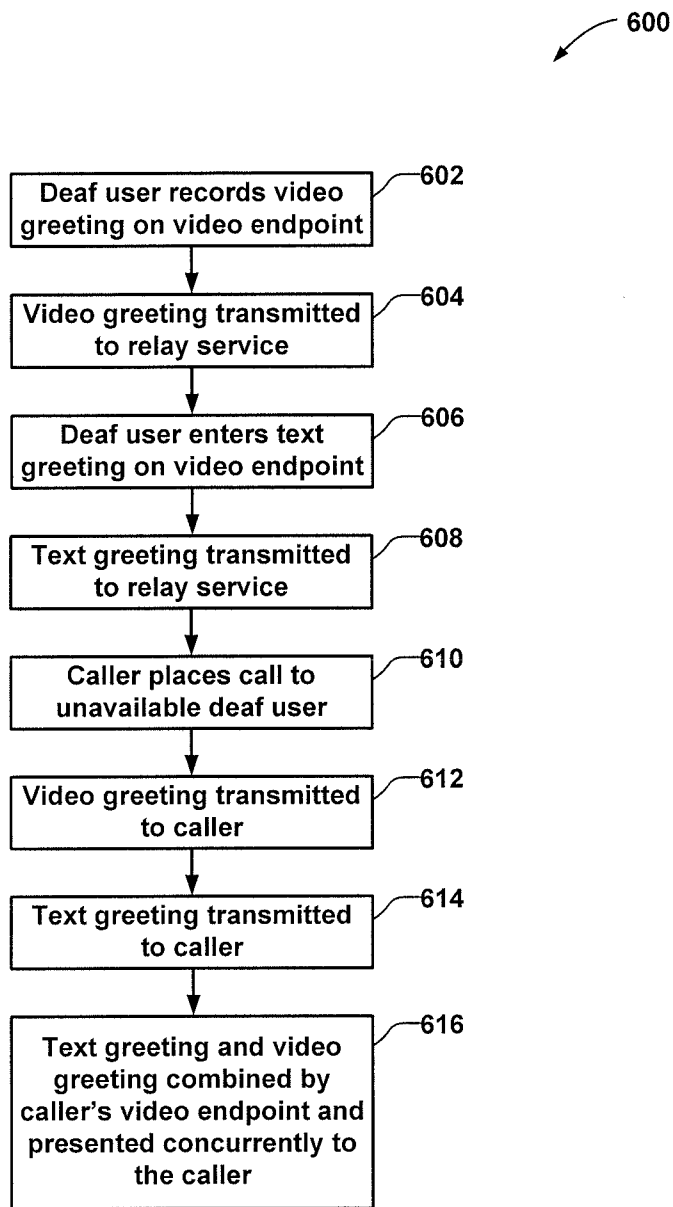 600
602
Deaf user records video
greeting on video endpoint
604
Video greeting transmitted
to relay service
606
Deaf user enters text
greeting on video endpoint
608
Text greeting transmitted
to relay service
610
Caller places call to
unavailable deaf user
612
Video greeting transmitted
to caller
614
Text greeting transmitted
to caller
616
Text greeting and video
greeting combined by
caller's video endpoint and
presented concurrently to
the caller